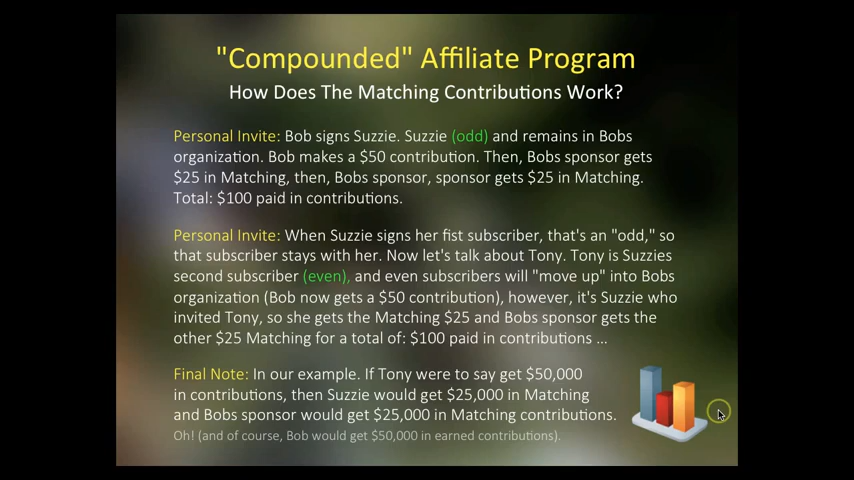 "Compounded" Affiliate Program
How Does The Matching Contributions Work?
Personal Invite: Bob signs Suzzie. Suzzie (odd) and remains in Bobs
organization. Bob makes a $50 contribution. Then, Bobs sponsor gets
$25 in Matching, then, Bobs sponsor, sponsor gets $25 in Matching.
Total: $100 paid in contributions.
Personal Invite: When Suzzie signs her fist subscriber, that's an "odd," so
that subscriber stays with her. Now let's talk about Tony. Tony is Suzzies
second subscriber (even), and even subscribers will "move up" into Bobs
organization (Bob now gets a $50 contribution), however, it's Suzzie who
invited Tony, so she gets the Matching $25 and Bobs sponsor gets the
other $25 Matching for a total of: $100 paid in contributions ...
Final Note: In our example. If Tony were to say get $50,000
in contributions, then Suzzie would get $25,000 in Matching
and Bobs sponsor would get $25,000 in Matching contributions.
Oh! (and of course, Bob would get $50,000 in earned contributions).